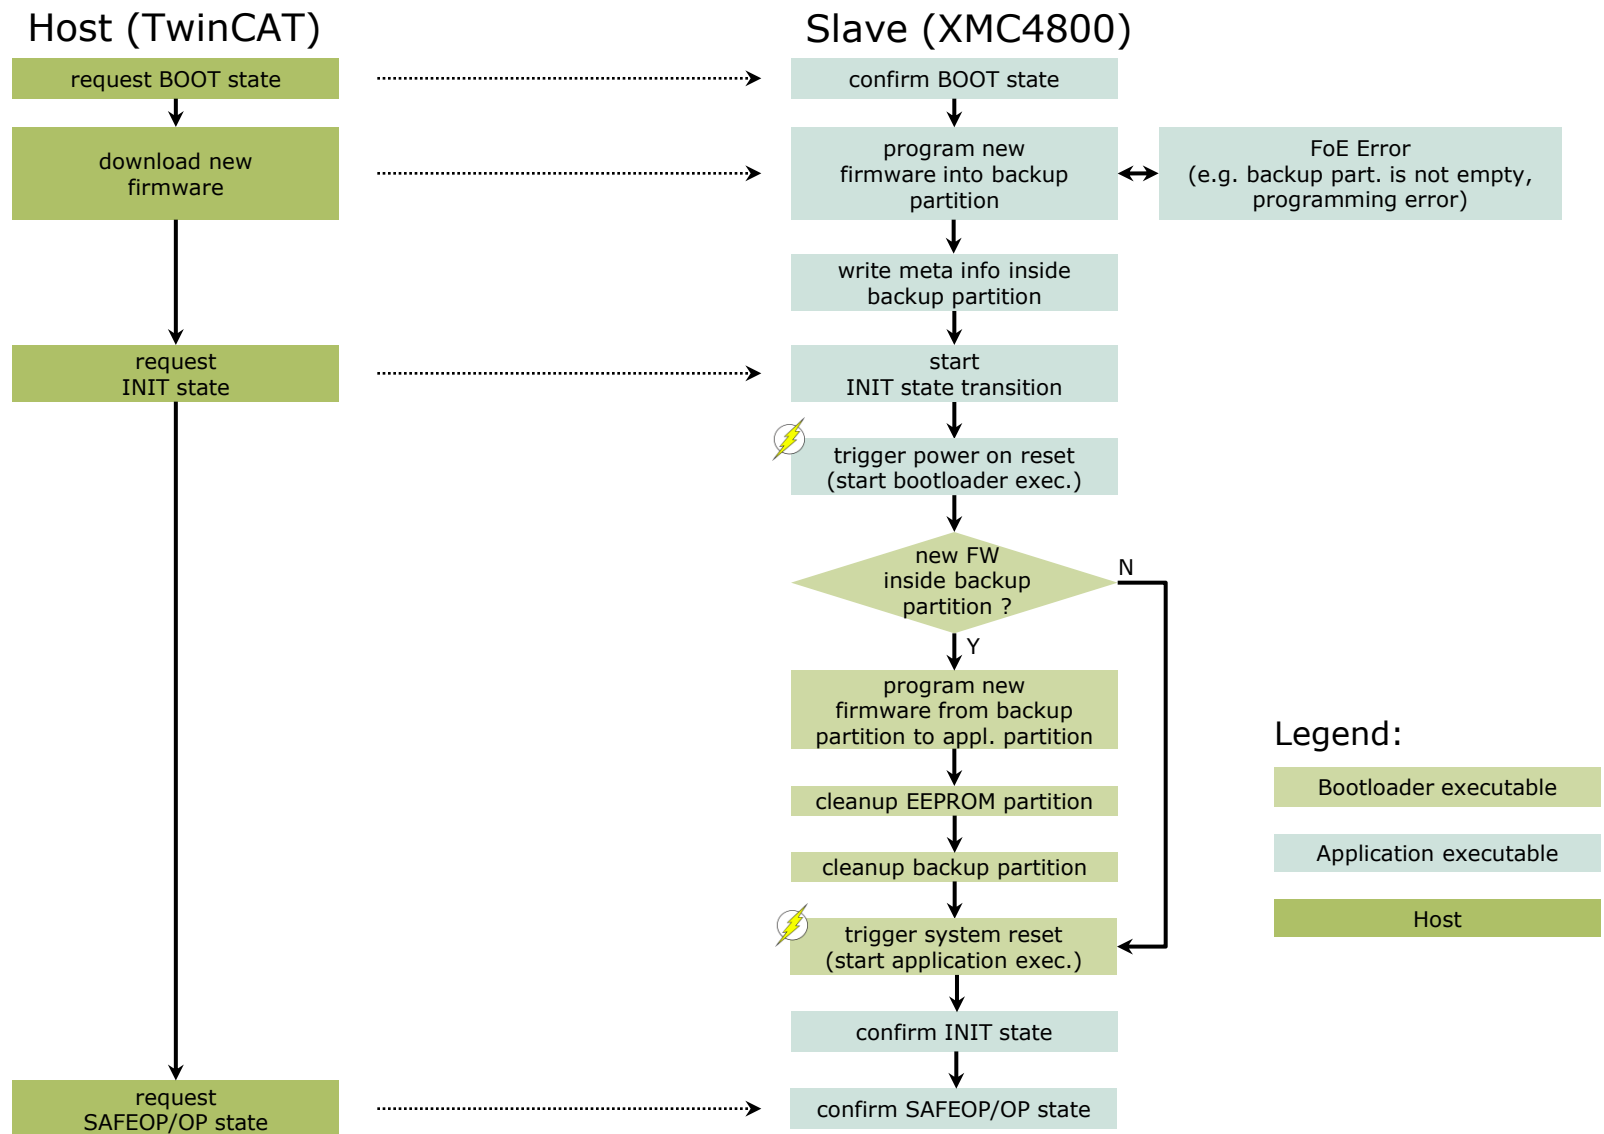 Host (TwinCAT)
Slave (XMC4800)
request BOOT state
confirm BOOT state
download new
firmware
program new
firmware into backup
partition
FoE Error
(e.g. backup part. is not empty,
programming error)
write meta info inside
backup partition
request
INIT state
start
INIT state transition
trigger power on reset
(start bootloader exec.)
new FW
inside backup
partition ?
N
Y
program new
firmware from backup
partition to appl. partition
cleanup EEPROM partition
cleanup backup partition
trigger system reset
(start application exec.)
confirm INIT state
request
SAFEOP/OP state
confirm SAFEOP/OP state
Legend:
Bootloader executable
Application executable
Host